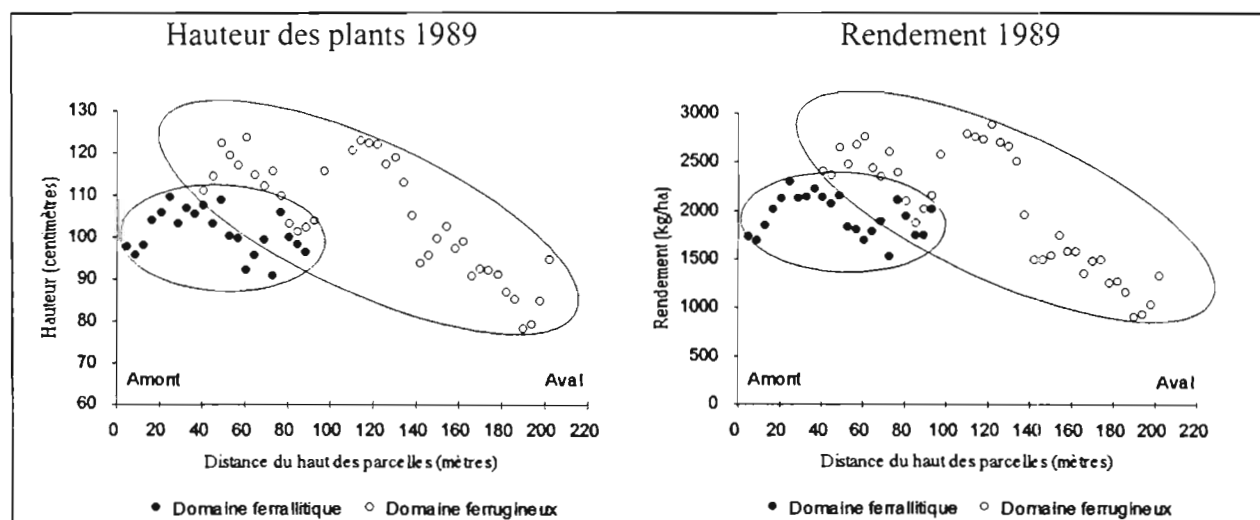 Hauteur des plants 1989
Hauteur (centimètres)
130
120
110
100
90
80
70
60
Amont
Aval
0 20 40 60 80 100 120 140 160 180 200 220
Distance du haut des parcelles (mètres)
● Domaine ferrallitique ○ Domaine ferrugineux
Rendement 1989
Rendement (kg/ha)
3000
2500
2000
1500
1000
500
0
Amont
Aval
0 20 40 60 80 100 120 140 160 180 200 220
Distance du haut des parcelles (mètres)
● Domaine ferrallitique ○ Domaine ferrugineux